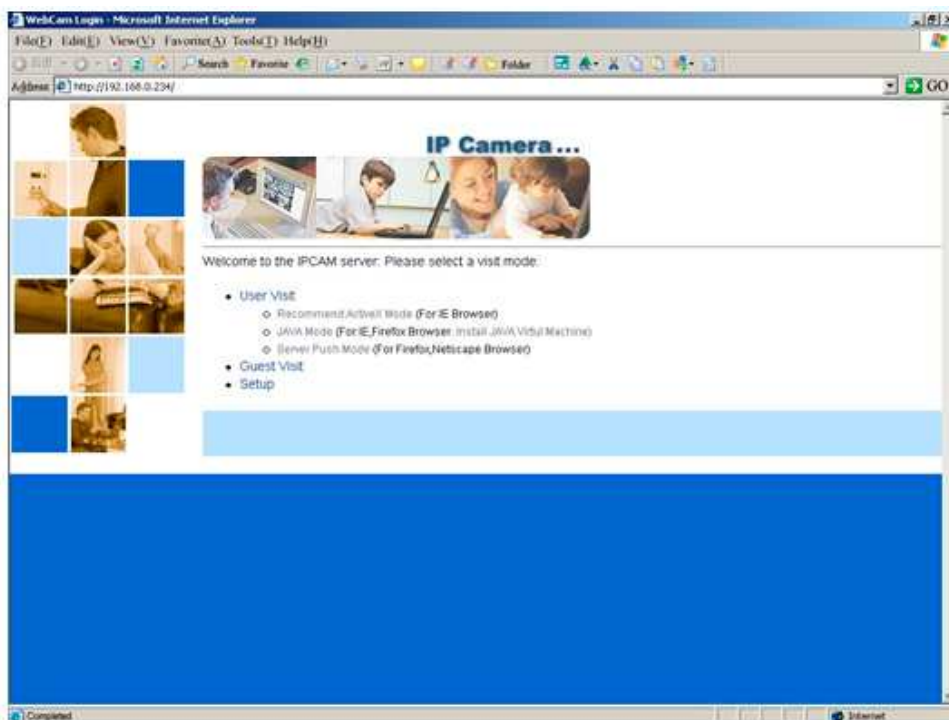 WebCam Login - Microsoft Internet Explorer
File(F) Edit(E) View(V) Favorite(A) Tools(T) Help(H)
Search Favorite Folder
Address http://192.168.0.234/ GO
IP Camera...
Welcome to the IPCAM server: Please select a visit mode:
User Visit
Recommend:ActiveX Mode (For IE Browser)
JAVA Mode (For IE,Firefox Browser. Install JAVA Virtul Machine)
Server Push Mode (For Firefox,Netscape Browser)
Guest Visit
Setup
Completed Internet